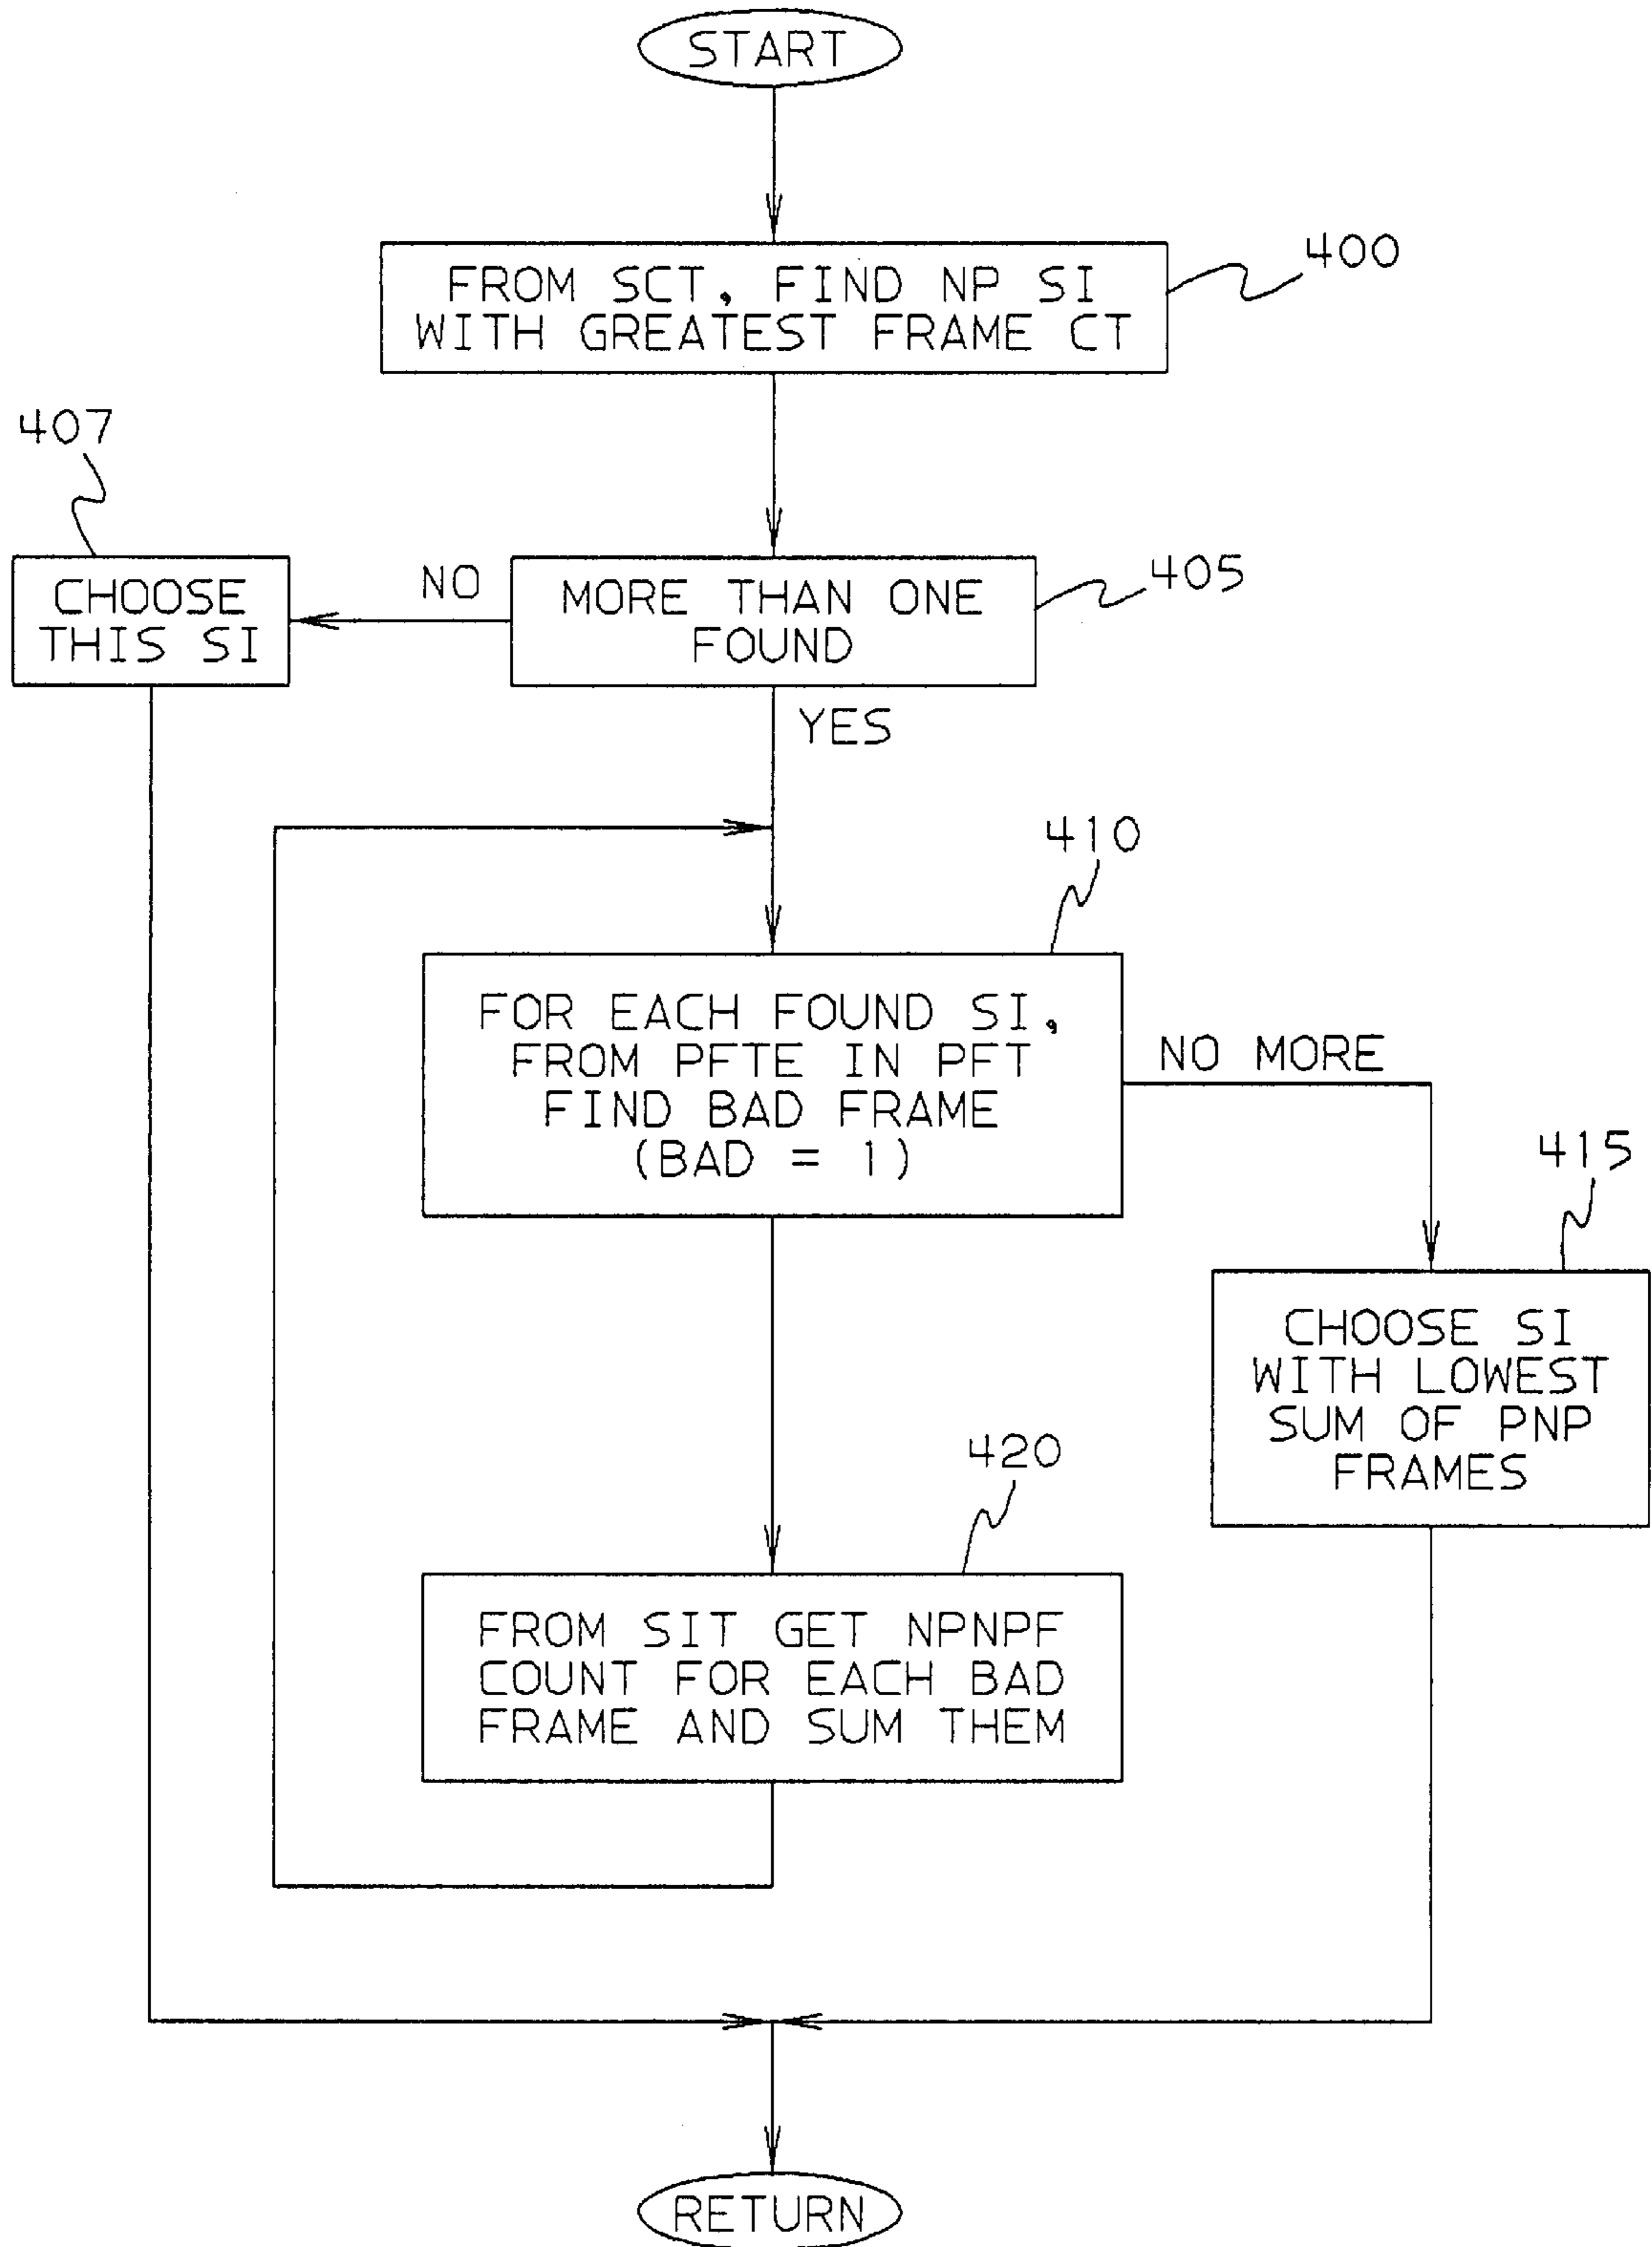 START
400
FROM SCT, FIND NP SI
WITH GREATEST FRAME CT
407
405
CHOOSE
THIS SI
NO
MORE THAN ONE
FOUND
YES
410
FOR EACH FOUND SI,
FROM PFTE IN PFT
FIND BAD FRAME
(BAD = 1)
NO MORE
415
CHOOSE SI
WITH LOWEST
SUM OF PNP
FRAMES
420
FROM SIT GET NPNPF
COUNT FOR EACH BAD
FRAME AND SUM THEM
RETURN